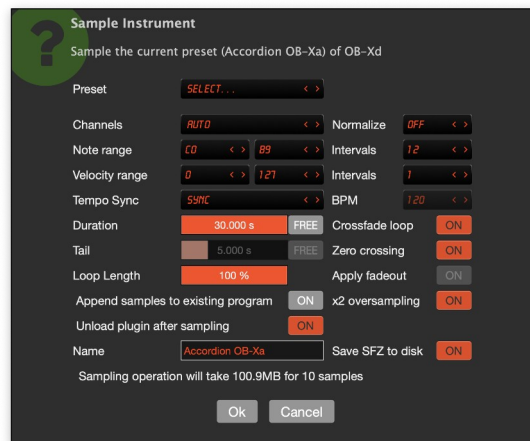 Sample Instrument
Sample the current preset (Accordion OB-Xa) of OB-Xd
Preset SELECT... < >
Channels AUTO < > Normalize OFF < >
Note range C0 < > B9 < > Intervals 12 < >
Velocity range 0 < > 127 < > Intervals 1 < >
Tempo Sync SYNC < > BPM 120 < >
Duration 30.000 s FREE Crossfade loop ON
Tail 5.000 s FREE Zero crossing ON
Loop Length 100 % Apply fadeout ON
Append samples to existing program ON x2 oversampling ON
Unload plugin after sampling ON
Name Accordion OB-Xa Save SFZ to disk ON
Sampling operation will take 100.9MB for 10 samples
Ok Cancel